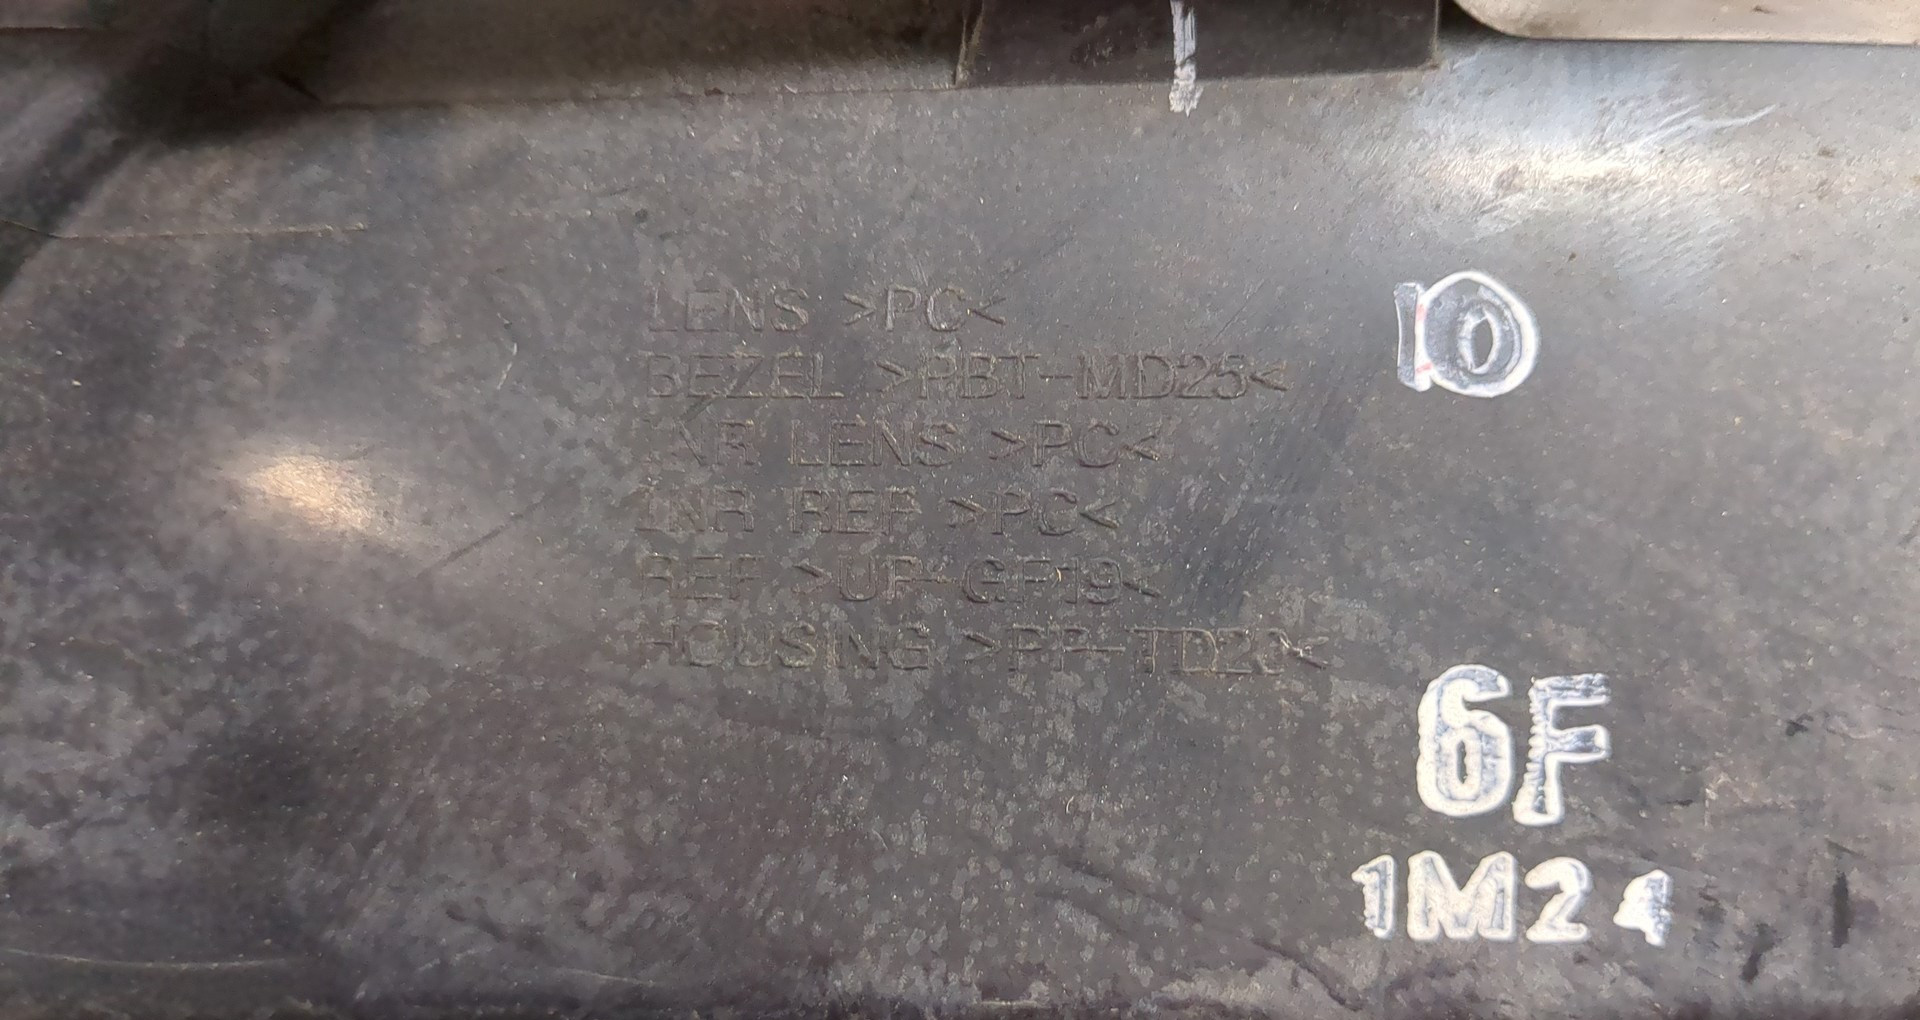 LENS >PC<
10
BEZEL >PBT-MD25<
INR LENS >PC<
INR REF >PC<
REF >UP-GF19<
HOUSING >PP-TD20<
6F
1M24